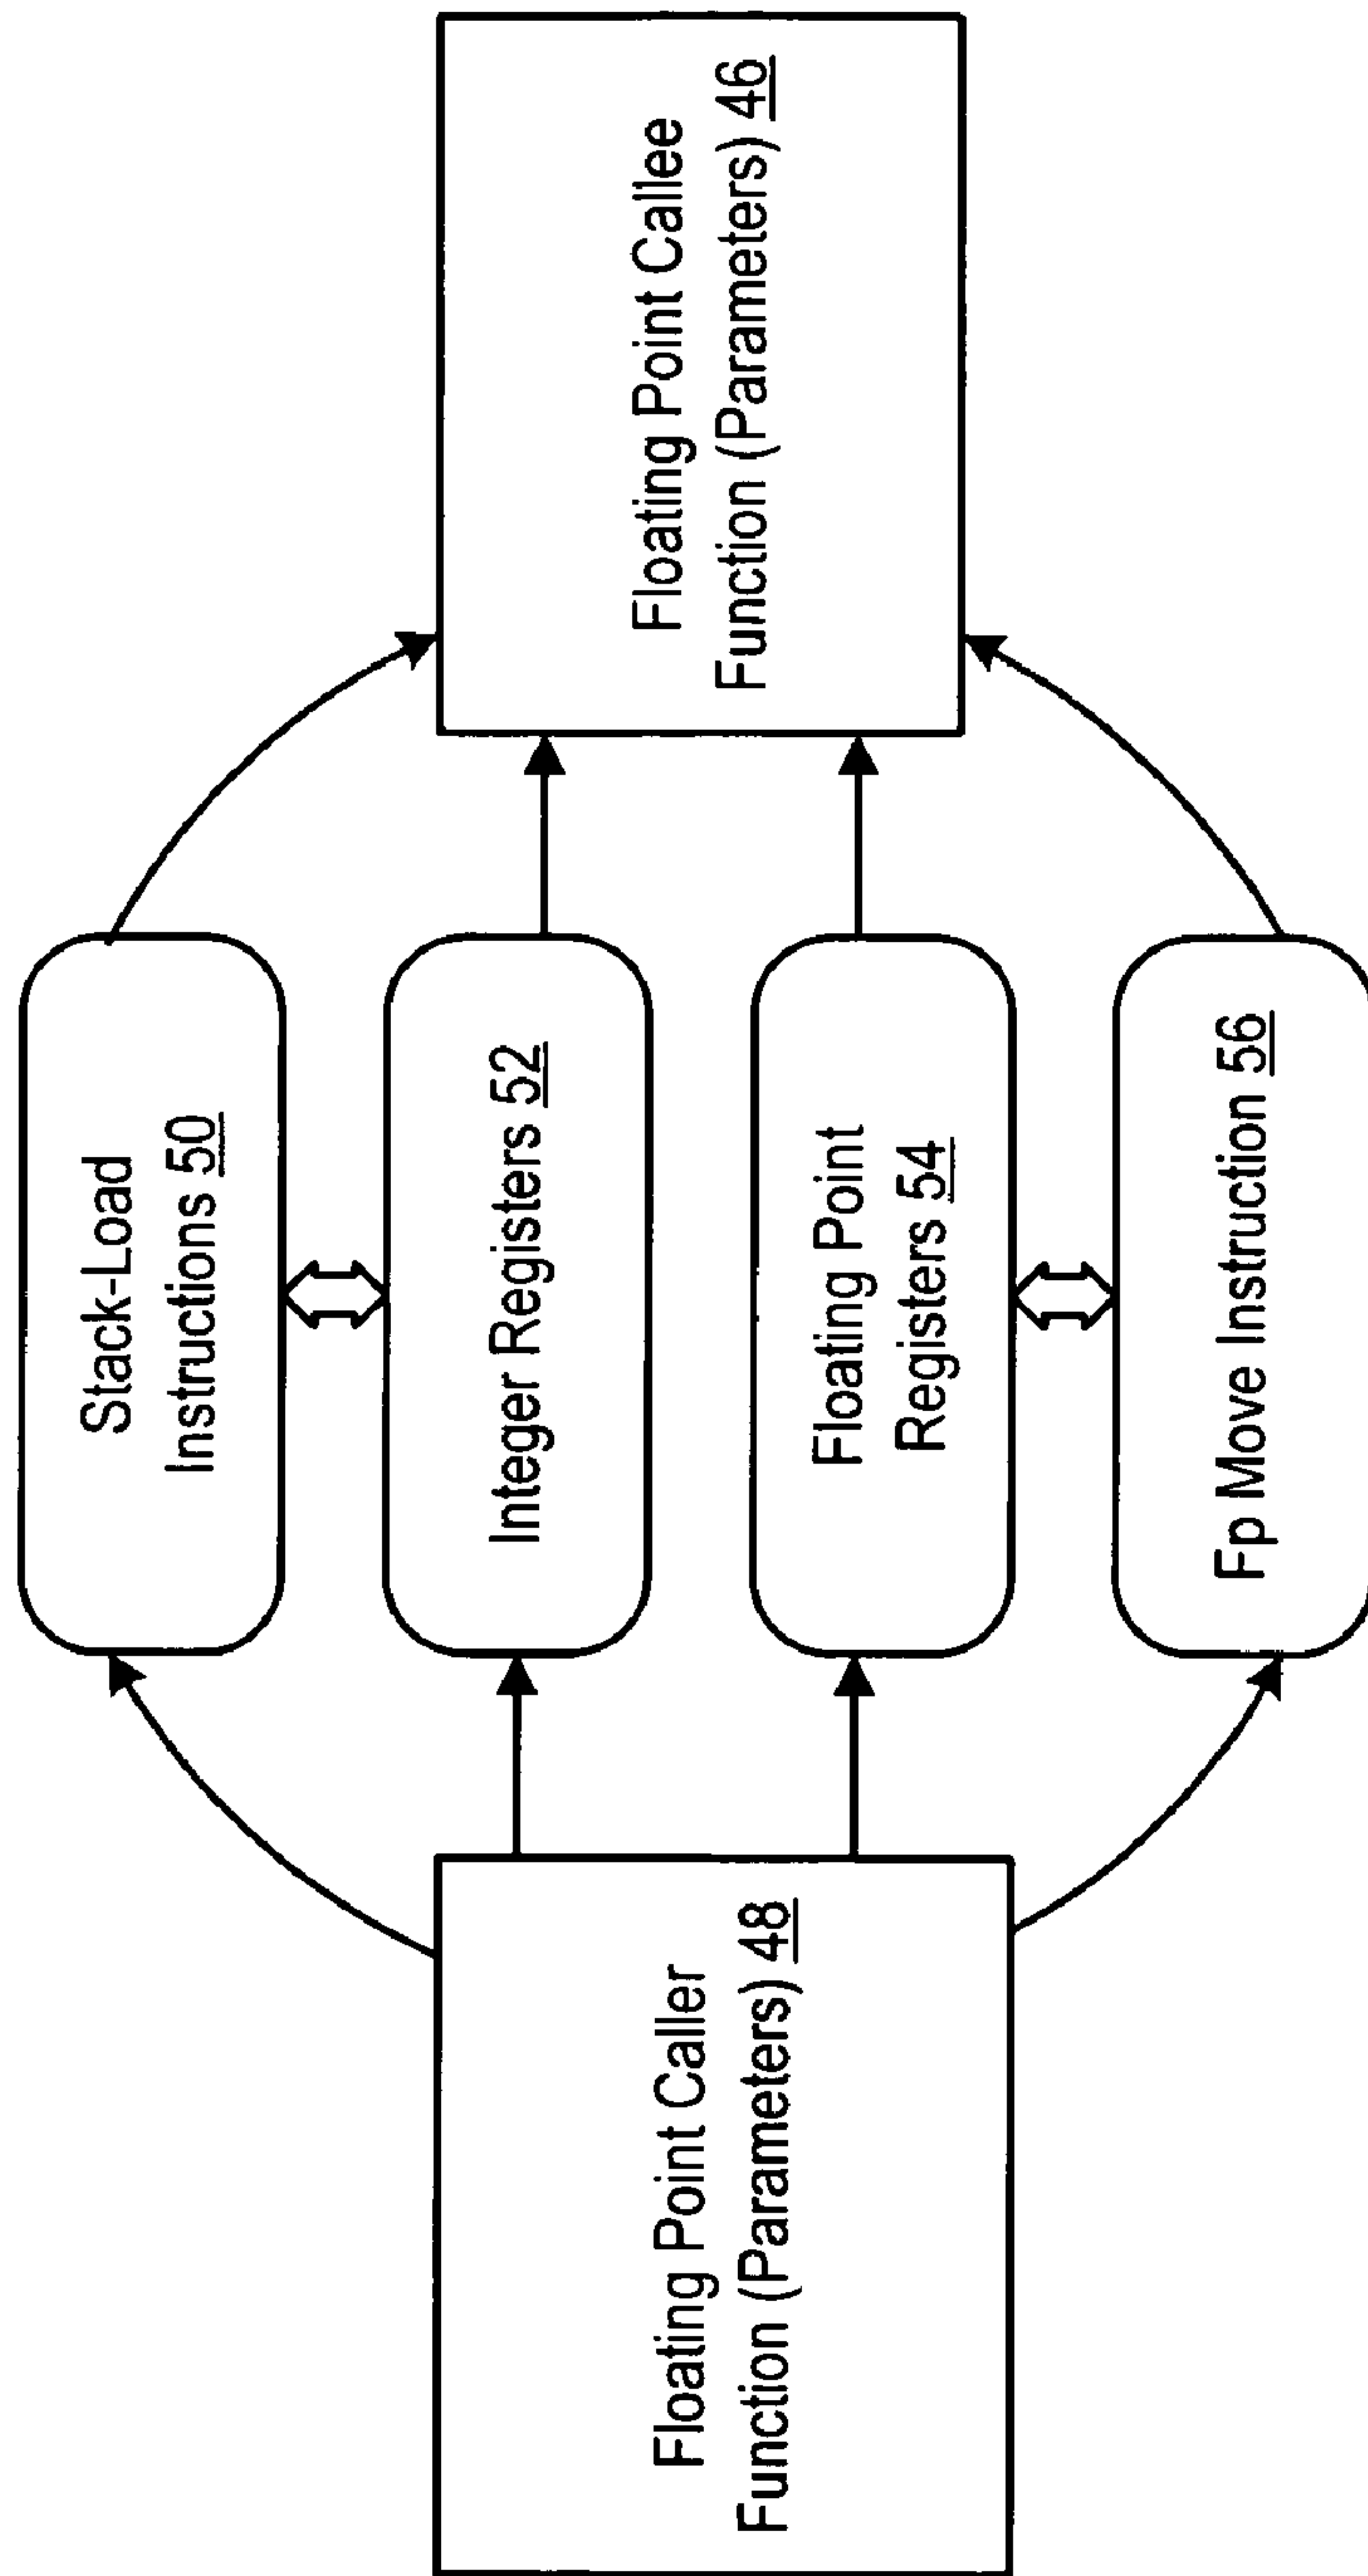 Floating Point Caller
Function (Parameters) 48
Stack-Load
Instructions 50
Integer Registers 52
Floating Point
Registers 54
Fp Move Instruction 56
Floating Point Callee
Function (Parameters) 46